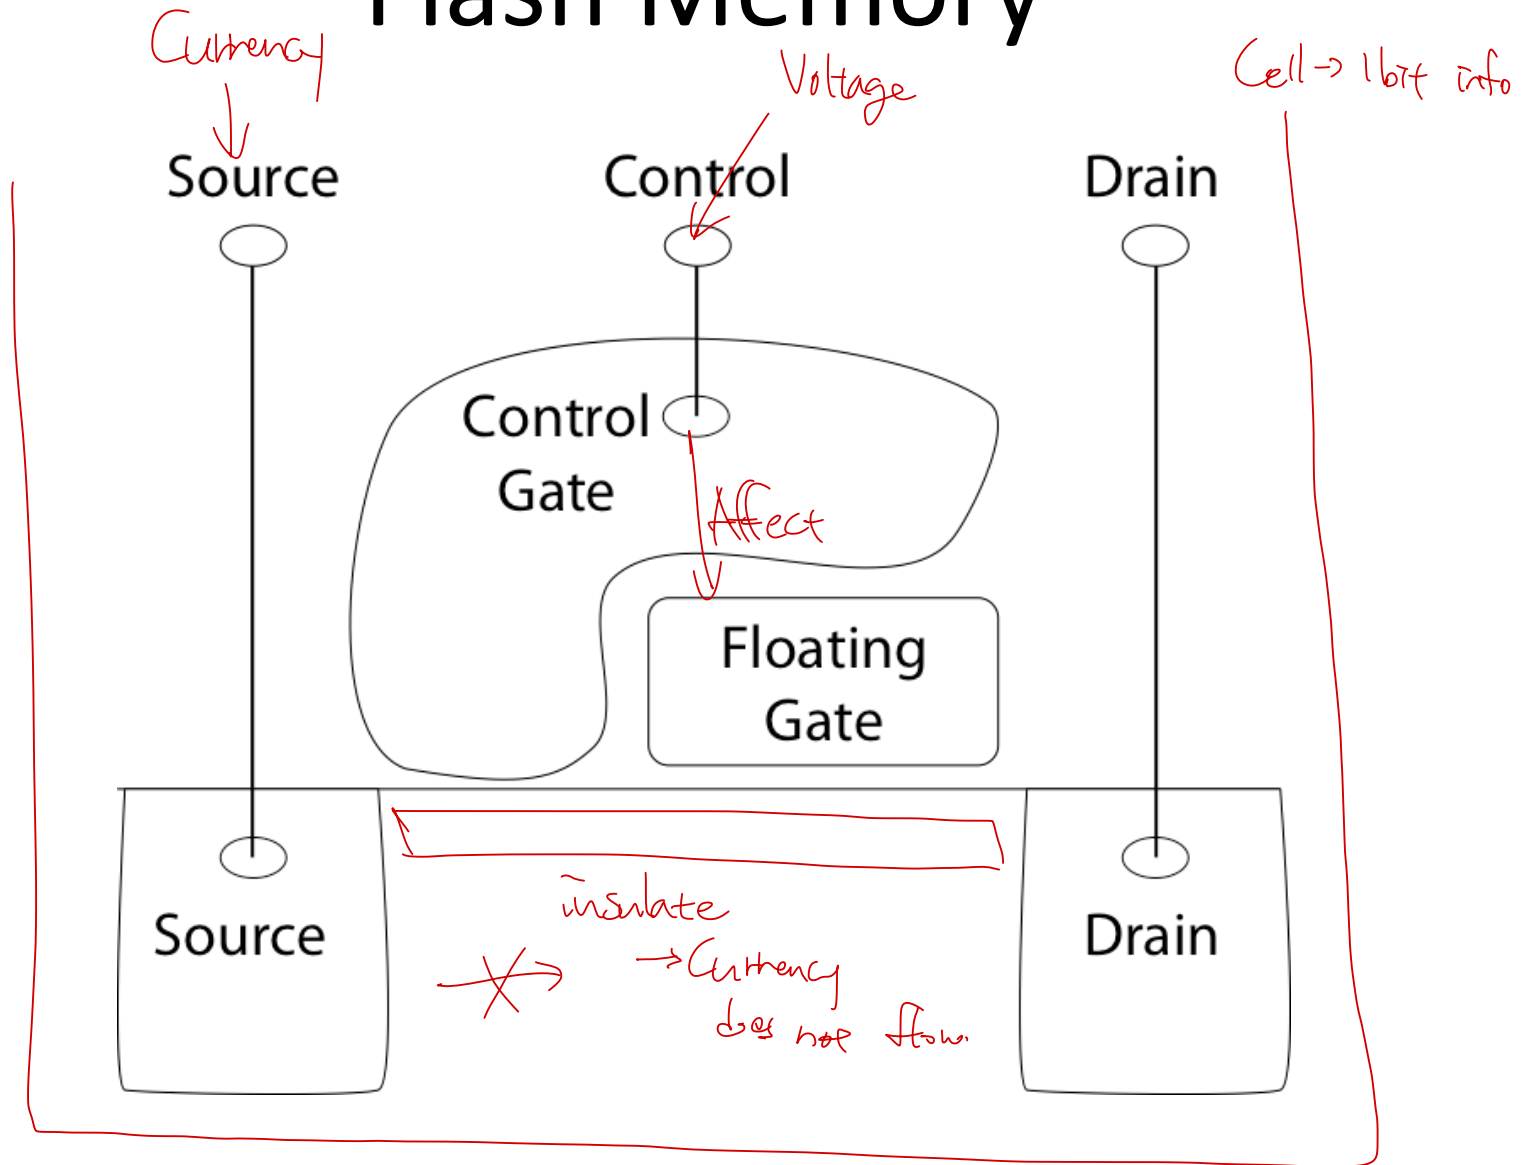 Flash Memory
Currency
Voltage
Cell → 1bit info
Source
Control
Drain
Control
Gate
Affect
Floating
Gate
insulate
Source
Drain
→ Currency
does not flow.